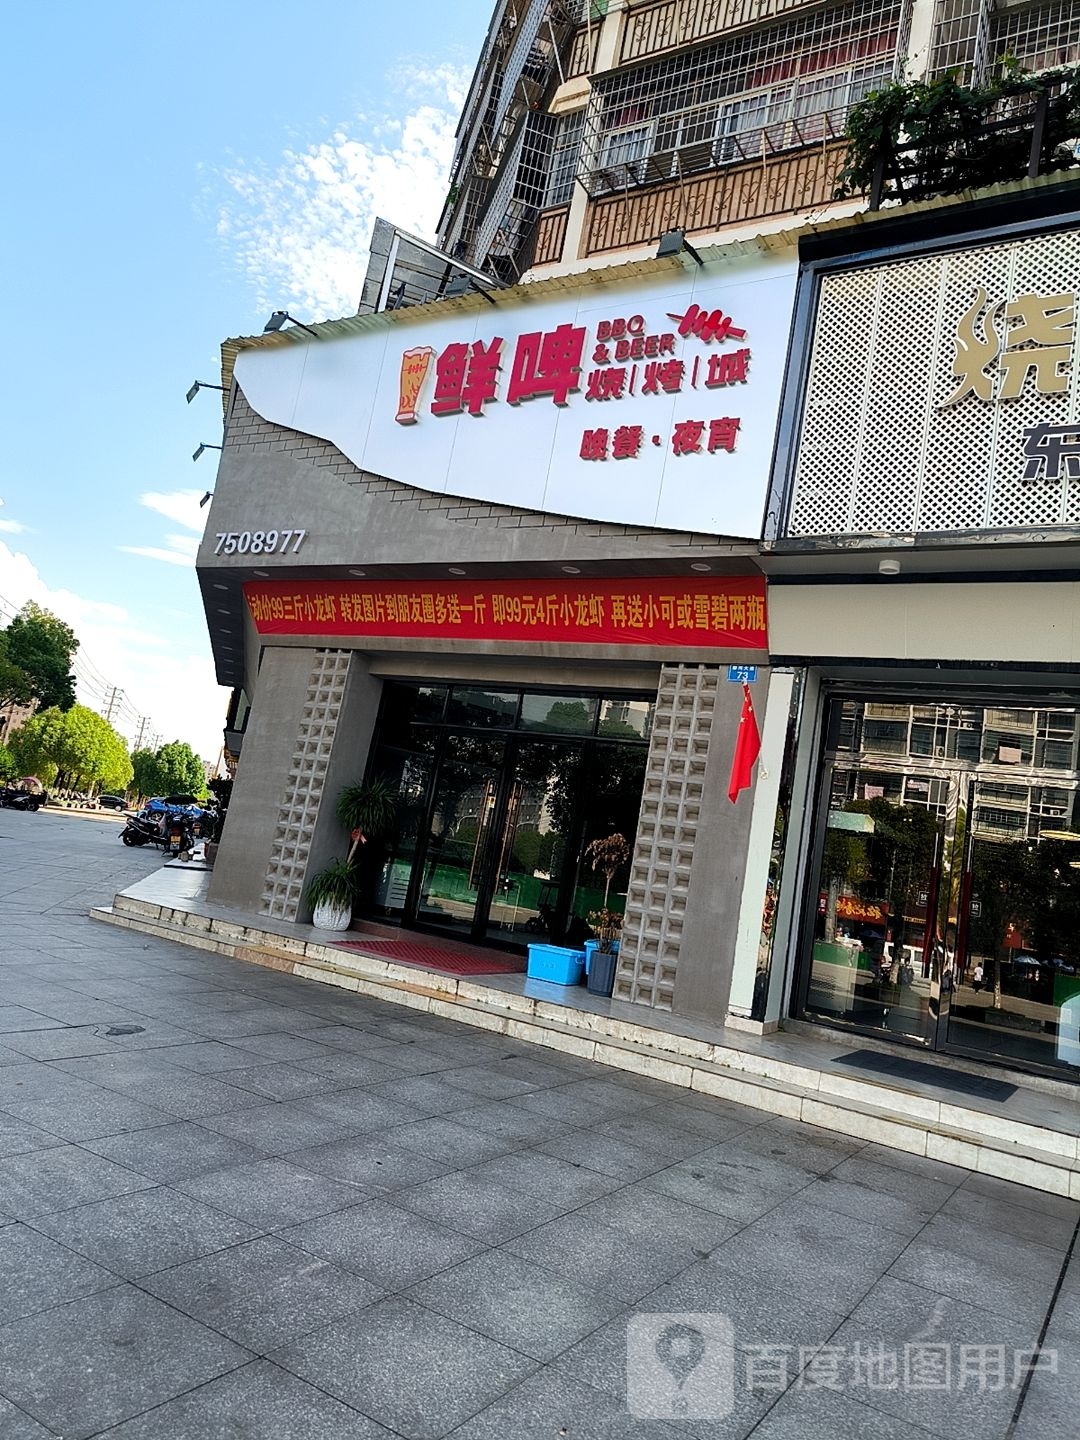 鲜啤
BBQ
& BEER
烧|烤|城
晚餐·夜宵
烧
东
7508977
动价99三斤小龙虾 转发图片到朋友圈多送一斤 即99元4斤小龙虾 再送小可或雪碧两瓶
73
百度地图用户